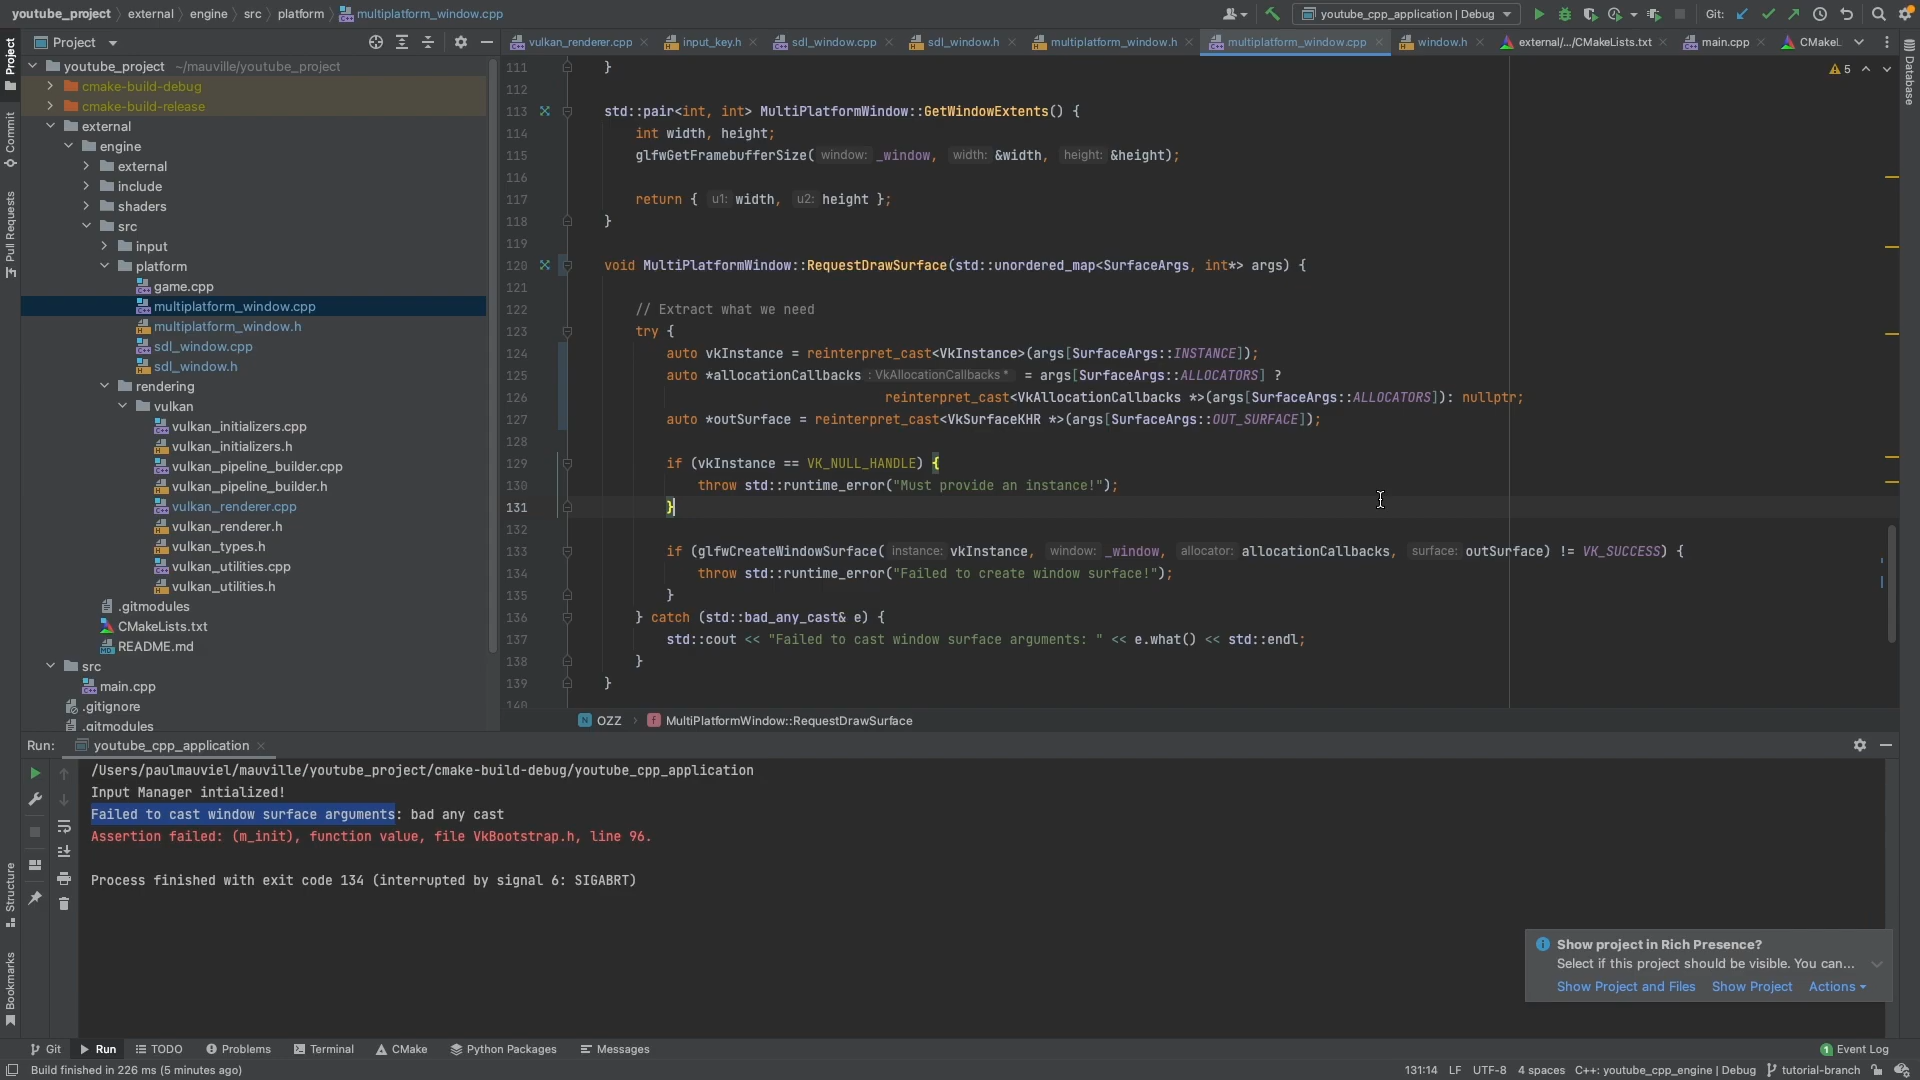 youtube_project > external > engine > src > platform > multiplatform_window.cpp
youtube_cpp_application | Debug
Git:
Project
vulkan_renderer.cpp
input_key.h
sdl_window.cpp
sdl_window.h
multiplatform_window.h
multiplatform_window.cpp
window.h
external/.../CMakeLists.txt
main.cpp
CMakeL
Project
Commit
Pull Requests
Structure
Bookmarks
Database
youtube_project ~/mauville/youtube_project
cmake-build-debug
cmake-build-release
external
engine
external
include
shaders
src
input
platform
game.cpp
multiplatform_window.cpp
multiplatform_window.h
sdl_window.cpp
sdl_window.h
rendering
vulkan
vulkan_initializers.cpp
vulkan_initializers.h
vulkan_pipeline_builder.cpp
vulkan_pipeline_builder.h
vulkan_renderer.cpp
vulkan_renderer.h
vulkan_types.h
vulkan_utilities.cpp
vulkan_utilities.h
.gitmodules
CMakeLists.txt
README.md
src
main.cpp
.gitignore
.gitmodules
5
111 }
112
113 std::pair<int, int> MultiPlatformWindow::GetWindowExtents() {
114 int width, height;
115 glfwGetFramebufferSize( window: _window, width: &width, height: &height);
116
117 return { u1: width, u2: height };
118 }
119
120 void MultiPlatformWindow::RequestDrawSurface(std::unordered_map<SurfaceArgs, int*> args) {
121
122 // Extract what we need
123 try {
124 auto vkInstance = reinterpret_cast<VkInstance>(args[SurfaceArgs::INSTANCE]);
125 auto *allocationCallbacks : VkAllocationCallbacks * = args[SurfaceArgs::ALLOCATORS] ?
126 reinterpret_cast<VkAllocationCallbacks *>(args[SurfaceArgs::ALLOCATORS]): nullptr;
127 auto *outSurface = reinterpret_cast<VkSurfaceKHR *>(args[SurfaceArgs::OUT_SURFACE]);
128
129 if (vkInstance == VK_NULL_HANDLE) {
130 throw std::runtime_error("Must provide an instance!");
131 }
132
133 if (glfwCreateWindowSurface( instance: vkInstance, window: _window, allocator: allocationCallbacks, surface: outSurface) != VK_SUCCESS) {
134 throw std::runtime_error("Failed to create window surface!");
135 }
136 } catch (std::bad_any_cast& e) {
137 std::cout << "Failed to cast window surface arguments: " << e.what() << std::endl;
138 }
139 }
140
OZZ > MultiPlatformWindow::RequestDrawSurface
Run: youtube_cpp_application
/Users/paulmauviel/mauville/youtube_project/cmake-build-debug/youtube_cpp_application
Input Manager intialized!
Failed to cast window surface arguments: bad any cast
Assertion failed: (m_init), function value, file VkBootstrap.h, line 96.
Process finished with exit code 134 (interrupted by signal 6: SIGABRT)
Show project in Rich Presence?
Select if this project should be visible. You can...
Show Project and Files Show Project Actions
Git Run TODO Problems Terminal CMake Python Packages Messages
1 Event Log
Build finished in 226 ms (5 minutes ago)
131:14 LF UTF-8 4 spaces C++: youtube_cpp_engine | Debug tutorial-branch